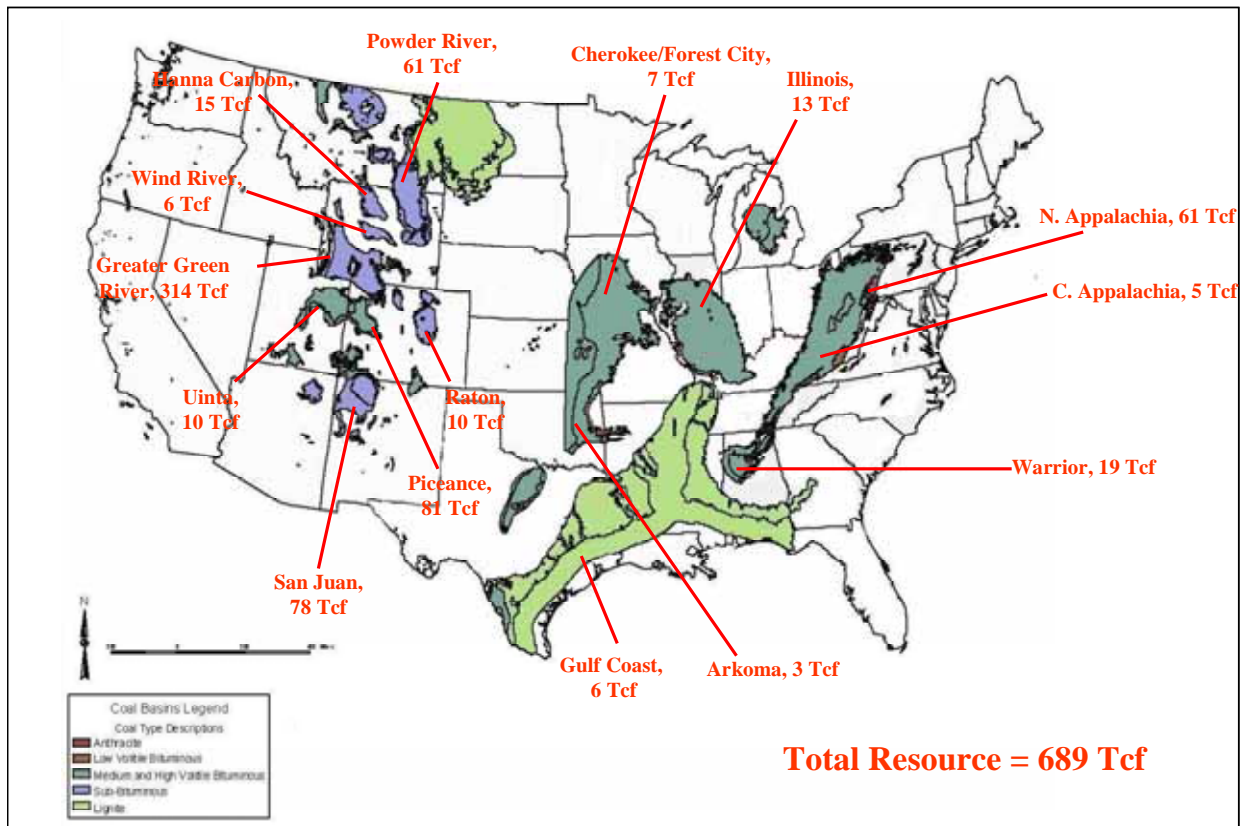 Powder River,
61 Tcf
Cherokee/Forest City,
7 Tcf
Illinois,
13 Tcf
Hanna Carbon,
15 Tcf
Wind River,
6 Tcf
N. Appalachia, 61 Tcf
Greater Green
River, 314 Tcf
C. Appalachia, 5 Tcf
Uinta,
10 Tcf
Raton,
10 Tcf
Piceance,
81 Tcf
Warrior, 19 Tcf
San Juan,
78 Tcf
Gulf Coast,
6 Tcf
Arkoma, 3 Tcf
N
Coal Basins Legend
Coal Type Descriptions
Anthracite
Low Volatile Bituminous
Medium and High Volatile Bituminous
Sub-Bituminous
Lignite
Total Resource = 689 Tcf